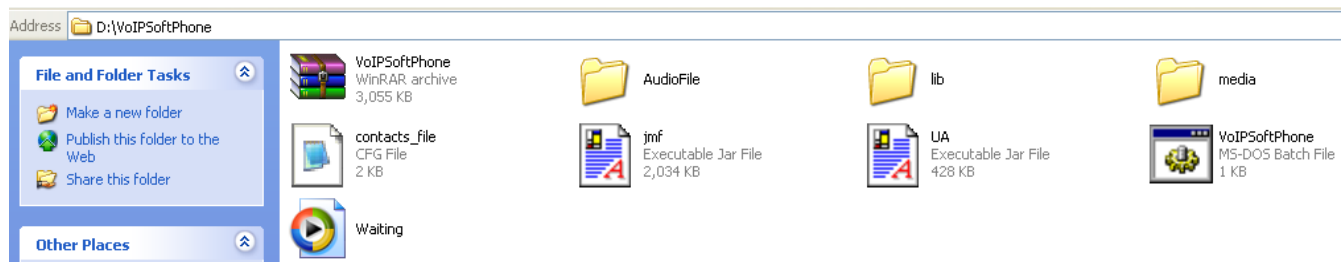 Address D:\VoIPSoftPhone
File and Folder Tasks
Make a new folder
Publish this folder to the
Web
Share this folder
Other Places
VoIPSoftPhone
WinRAR archive
3,055 KB
AudioFile
lib
media
contacts_file
CFG File
2 KB
jmf
Executable Jar File
2,034 KB
UA
Executable Jar File
428 KB
VoIPSoftPhone
MS-DOS Batch File
1 KB
Waiting